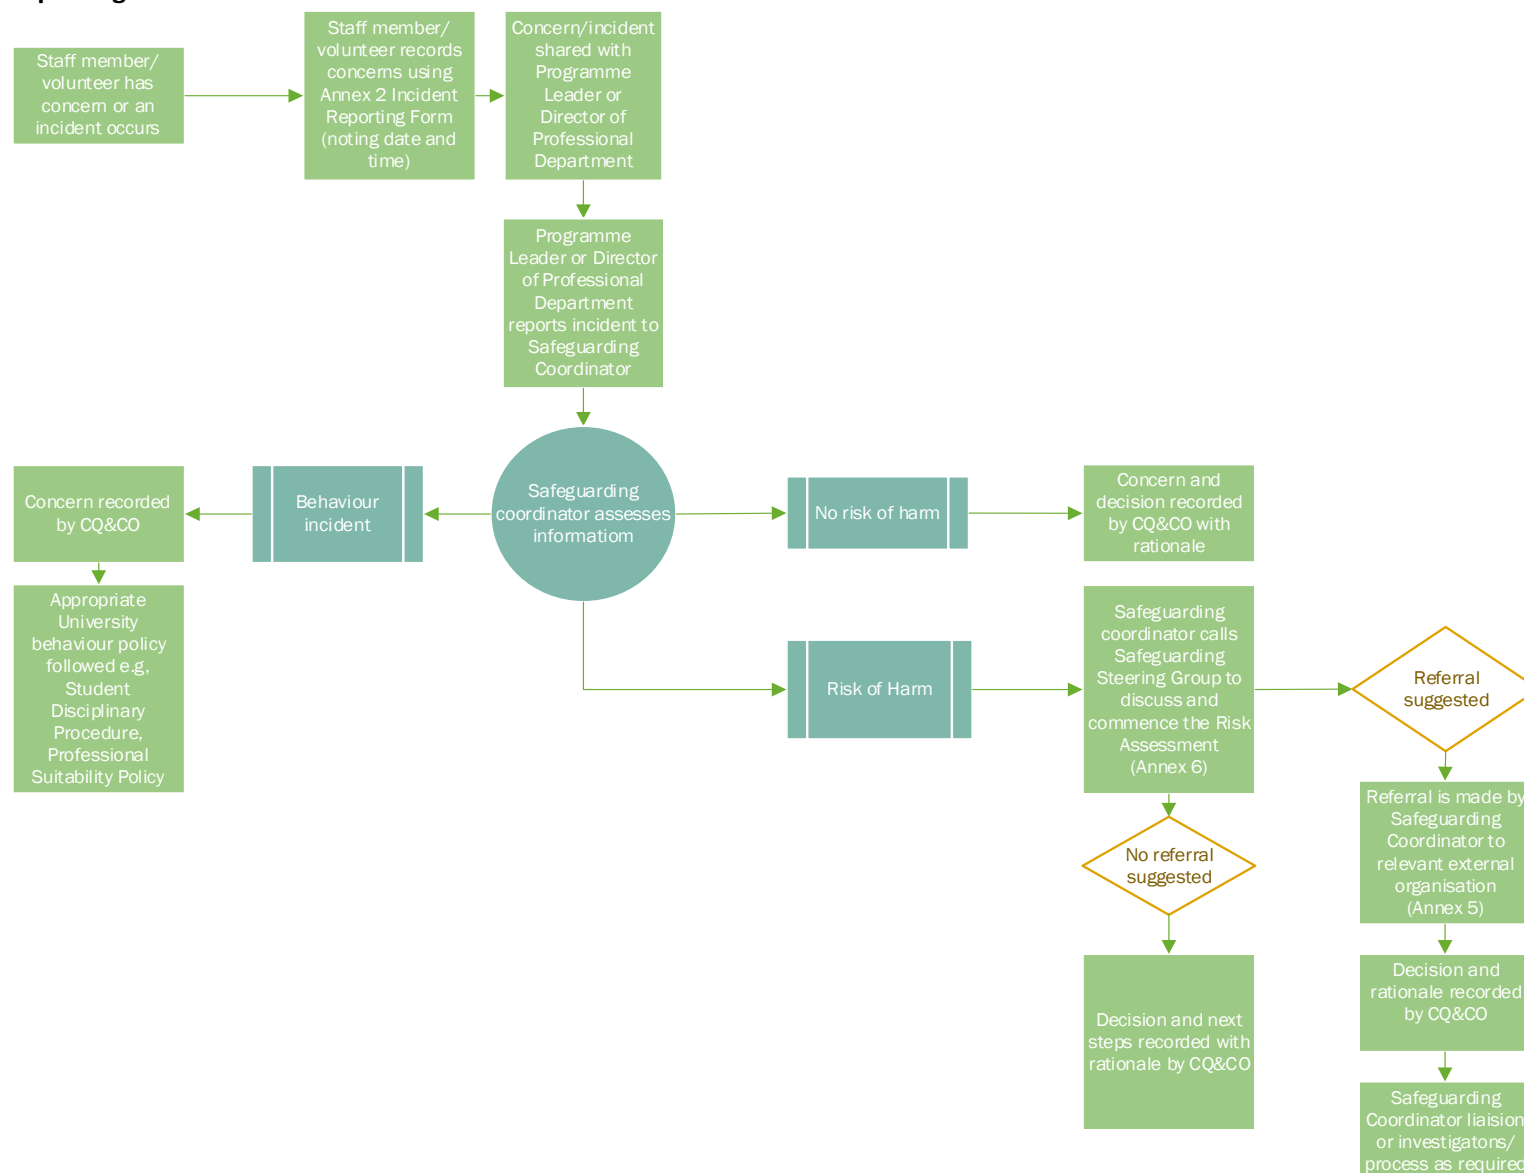 Staff member/
volunteer has
concern or an
incident occurs
Staff member/
volunteer records
concerns using
Annex 2 Incident
Reporting Form
(noting date and
time)
Concern/incident
shared with
Programme
Leader or
Director of
Professional
Department
Programme
Leader or Director
of Professional
Department
reports incident to
Safeguarding
Coordinator
Safeguarding
coordinator assesses
informatiom
Behaviour
incident
Concern recorded
by CQ&CO
Appropriate
University
behaviour policy
followed e.g,
Student
Disciplinary
Procedure,
Professional
Suitability Policy
No risk of harm
Concern and
decision recorded
by CQ&CO with
rationale
Risk of Harm
Safeguarding
coordinator calls
Safeguarding
Steering Group to
discuss and
commence the Risk
Assessment
(Annex 6)
No referral
suggested
Decision and next
steps recorded with
rationale by CQ&CO
Referral
suggested
Referral is made by
Safeguarding
Coordinator to
relevant external
organisation
(Annex 5)
Decision and
rationale recorded
by CQ&CO
Safeguarding
Coordinator liaision
or investigatons/
process as required